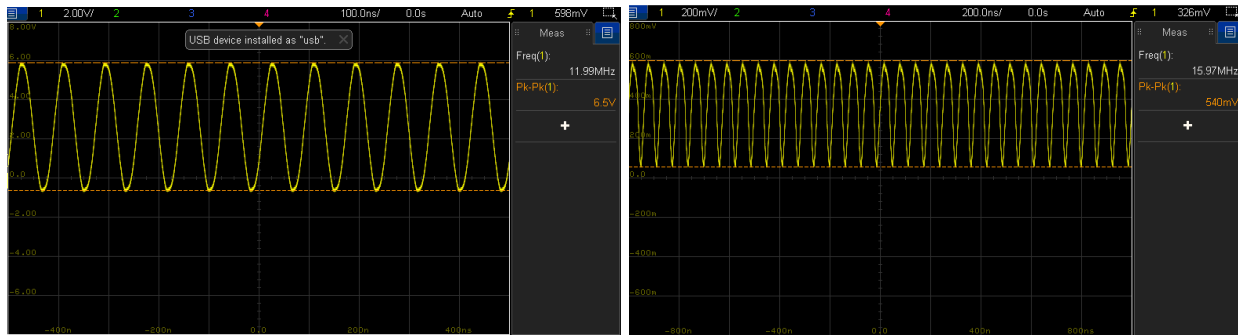 1 2.00V/ 2 3 4 100.0ns/ 0.0s Auto 1 598mV
8.00V
USB device installed as "usb".
6.00
4.00
2.00
0.0
-2.00
-4.00
-6.00
-400n -200n 0.0 200n 400ns
Meas
Freq(1):
11.99MHz
Pk-Pk(1):
6.5V
+
1 200mV/ 2 3 4 200.0ns/ 0.0s Auto 1 326mV
800mV
600m
400m
200m
0.0
-200m
-400m
-600m
-800n -400n 0.0 400n 800ns
Meas
Freq(1):
15.97MHz
Pk-Pk(1):
540mV
+